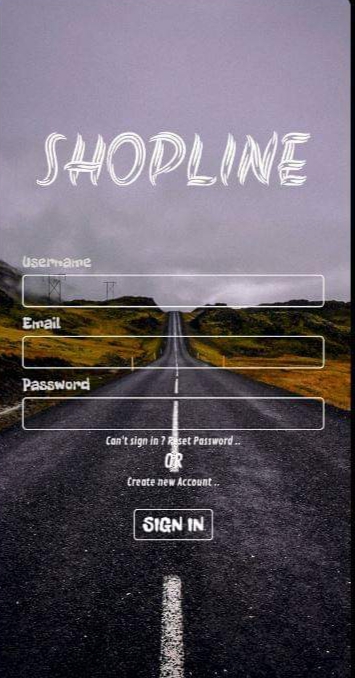 SHOPLINE
Username
Email
Password
Can't sign in ? Reset Password ..
OR
Create new Account ..
SIGN IN